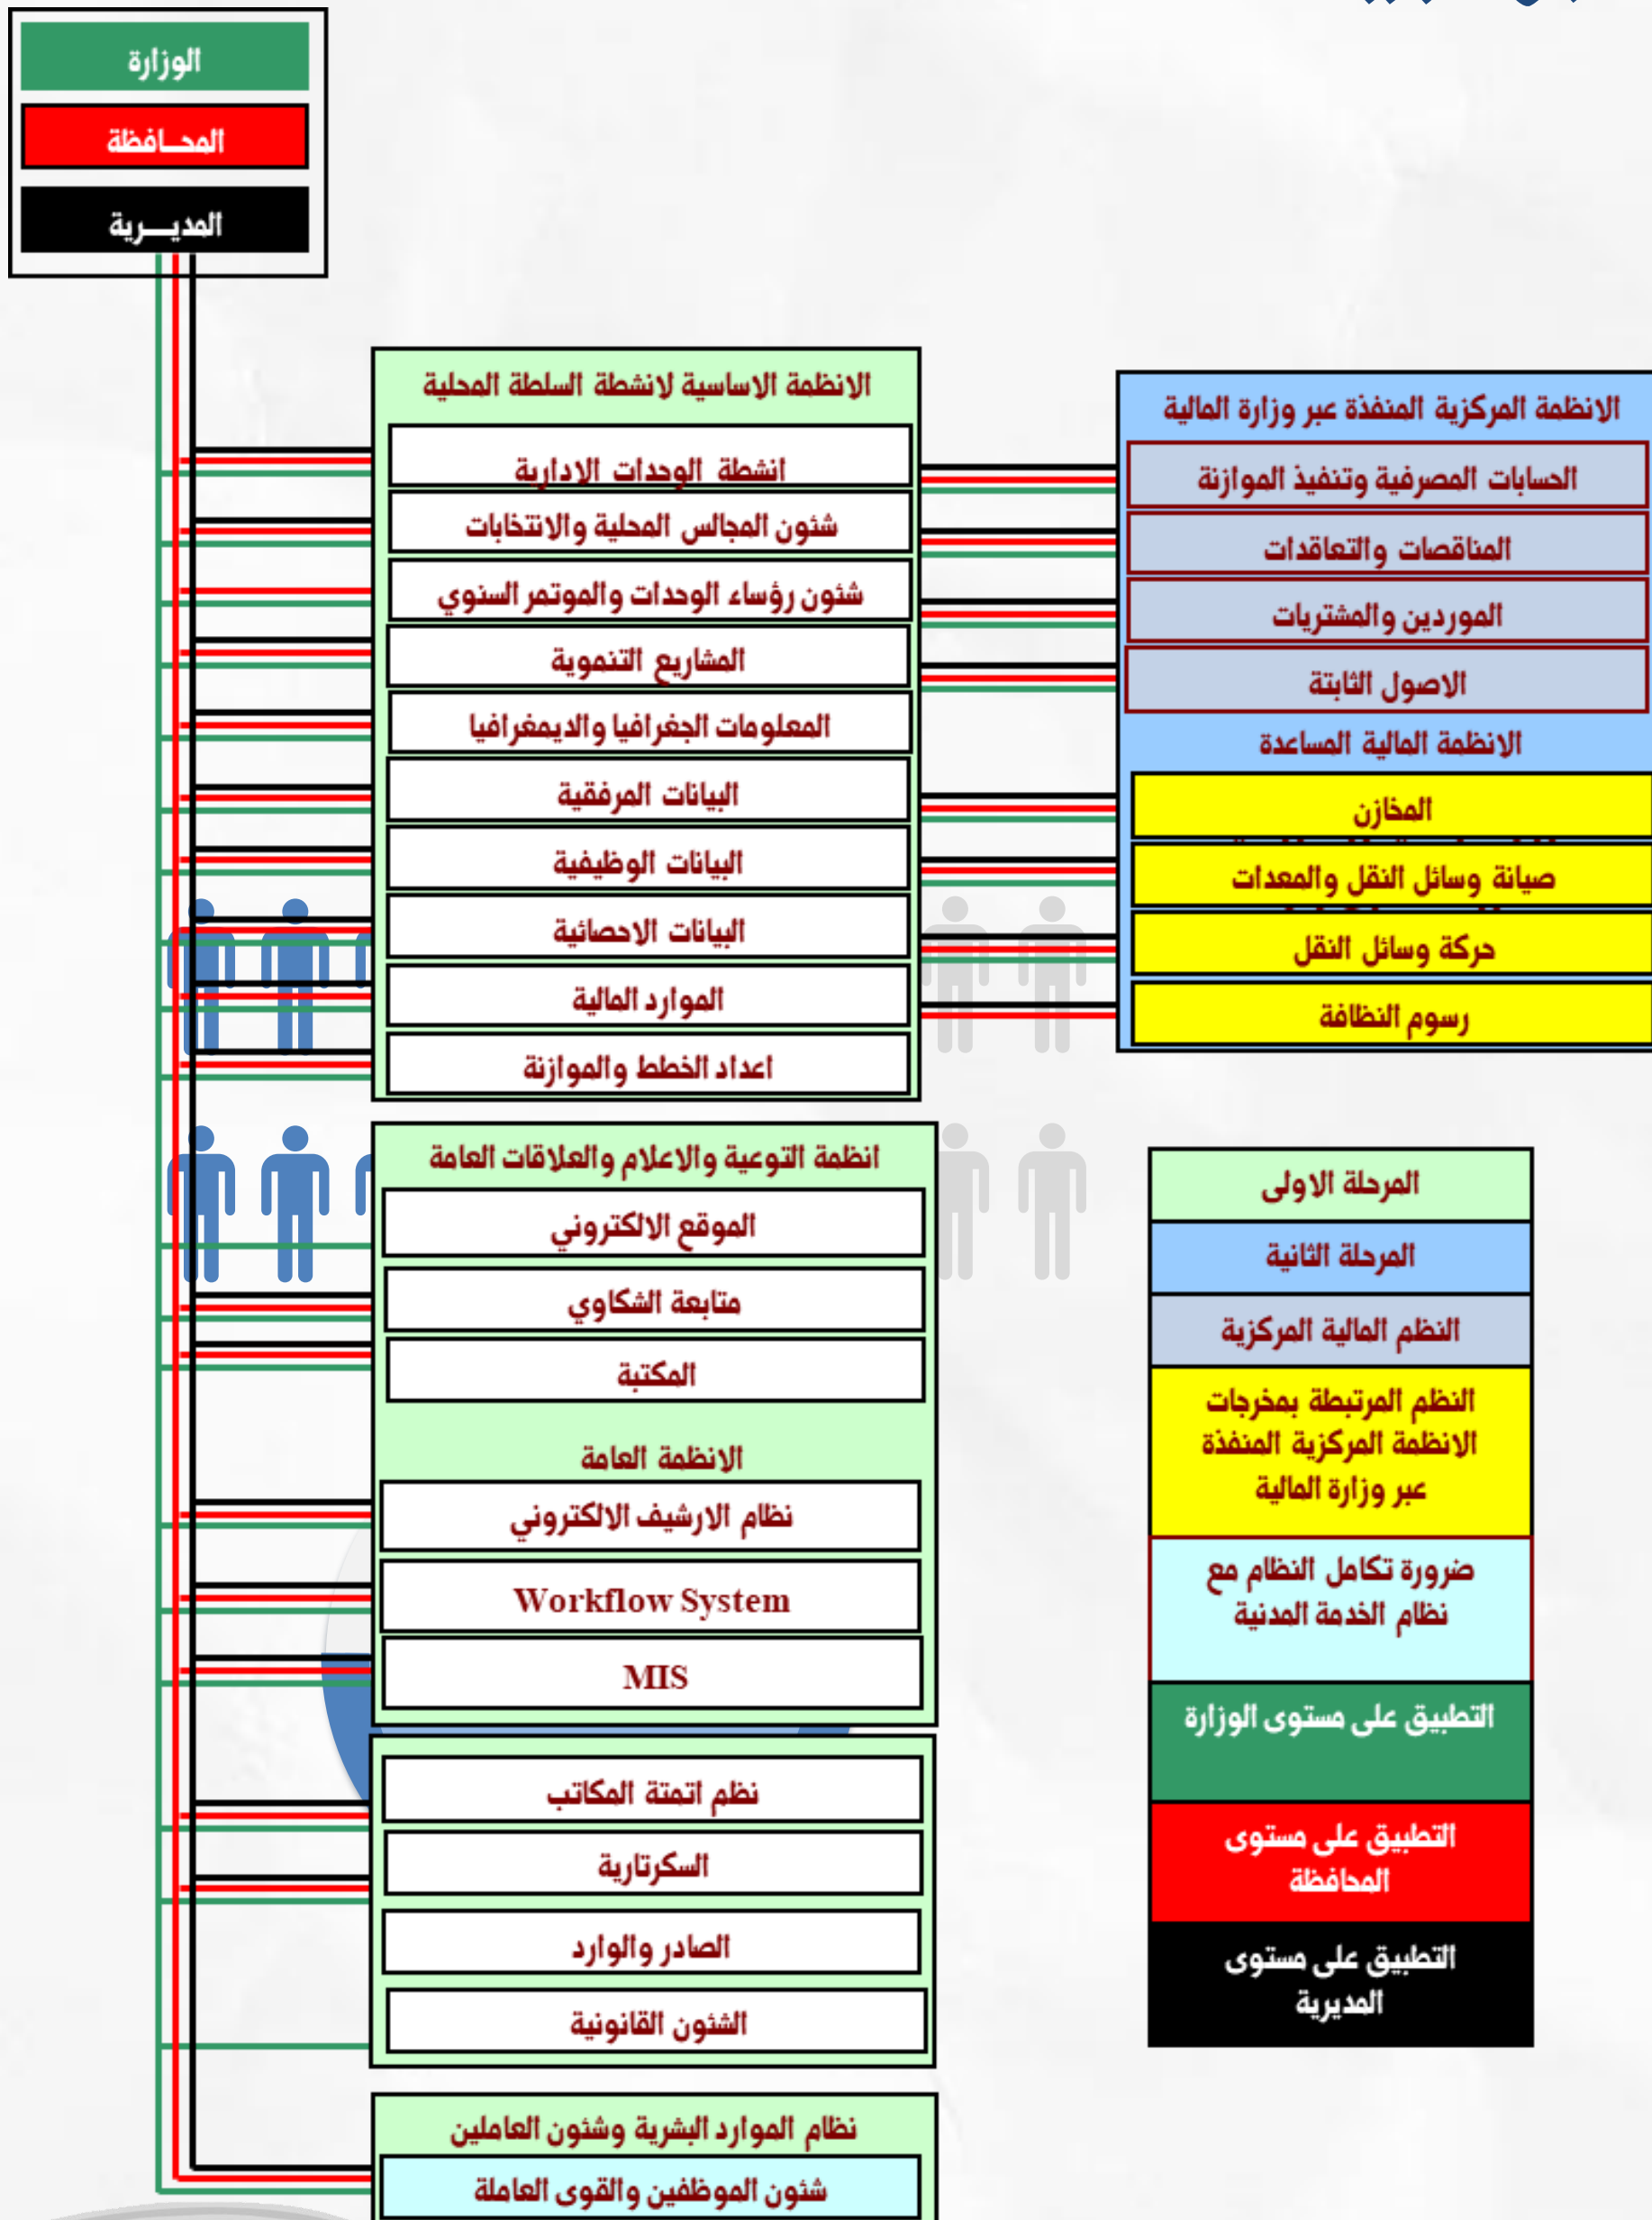 الوزارة
المحـافظة
المديــرية
الانظمة الاساسية لانشطة السلطة المحلية
انشطة الوحدات الادارية
شئون المجالس المحلية والانتخابات
شئون رؤساء الوحدات والموتمر السنوي
المشاريع التنموية
المعلومات الجغرافيا والديمغرافيا
البيانات المرفقية
البيانات الوظيفية
البيانات الاحصائية
الموارد المالية
اعداد الخطط والموازنة
الانظمة المركزية المنفذة عبر وزارة المالية
الحسابات المصرفية وتنفيذ الموازنة
المناقصات والتعاقدات
الموردين والمشتريات
الاصول الثابتة
الانظمة المالية المساعدة
المخازن
صيانة وسائل النقل والمعدات
حركة وسائل النقل
رسوم النظافة
انظمة التوعية والاعلام والعلاقات العامة
الموقع الالكتروني
متابعة الشكاوي
المكتبة
الانظمة العامة
نظام الارشيف الالكتروني
Workflow System
MIS
نظم اتمتة المكاتب
السكرتارية
الصادر والوارد
الشئون القانونية
نظام الموارد البشرية وشئون العاملين
شئون الموظفين والقوى العاملة
المرحلة الاولى
المرحلة الثانية
النظم المالية المركزية
النظم المرتبطة بمخرجات
الانظمة المركزية المنفذة
عبر وزارة المالية
ضرورة تكامل النظام مع
نظام الخدمة المدنية
التطبيق على مستوى الوزارة
التطبيق على مستوى
المحافظة
التطبيق على مستوى
المديرية